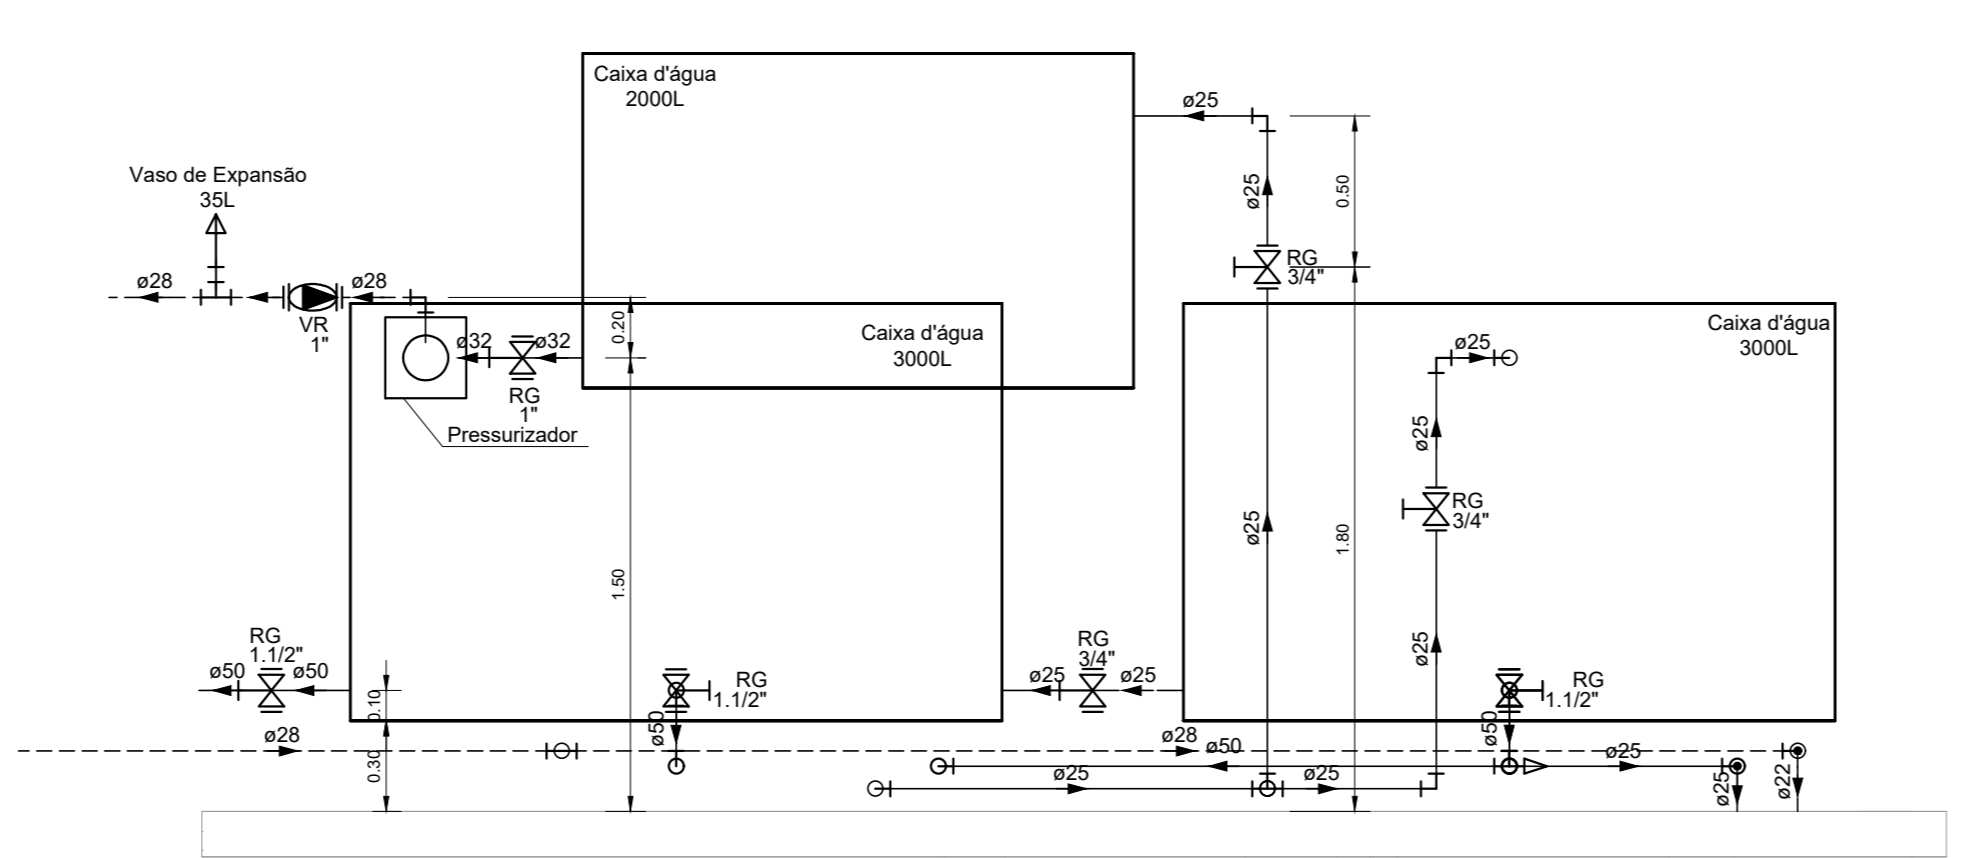 Caixa d'água
2000L
ø25
Vaso de Expansão
35L
ø25
0.50
RG
3/4"
ø28
ø28
VR
1"
0.20
Caixa d'água
3000L
Caixa d'água
3000L
ø32
ø32
RG
1"
ø25
Pressurizador
ø25
RG
3/4"
ø25
1.80
1.50
ø25
RG
1.1/2"
ø50
ø50
0.10
RG
1.1/2"
RG
3/4"
ø25
ø25
RG
1.1/2"
ø50
ø50
ø28
ø28
ø50
ø25
0.30
ø25
ø25
ø25
ø22